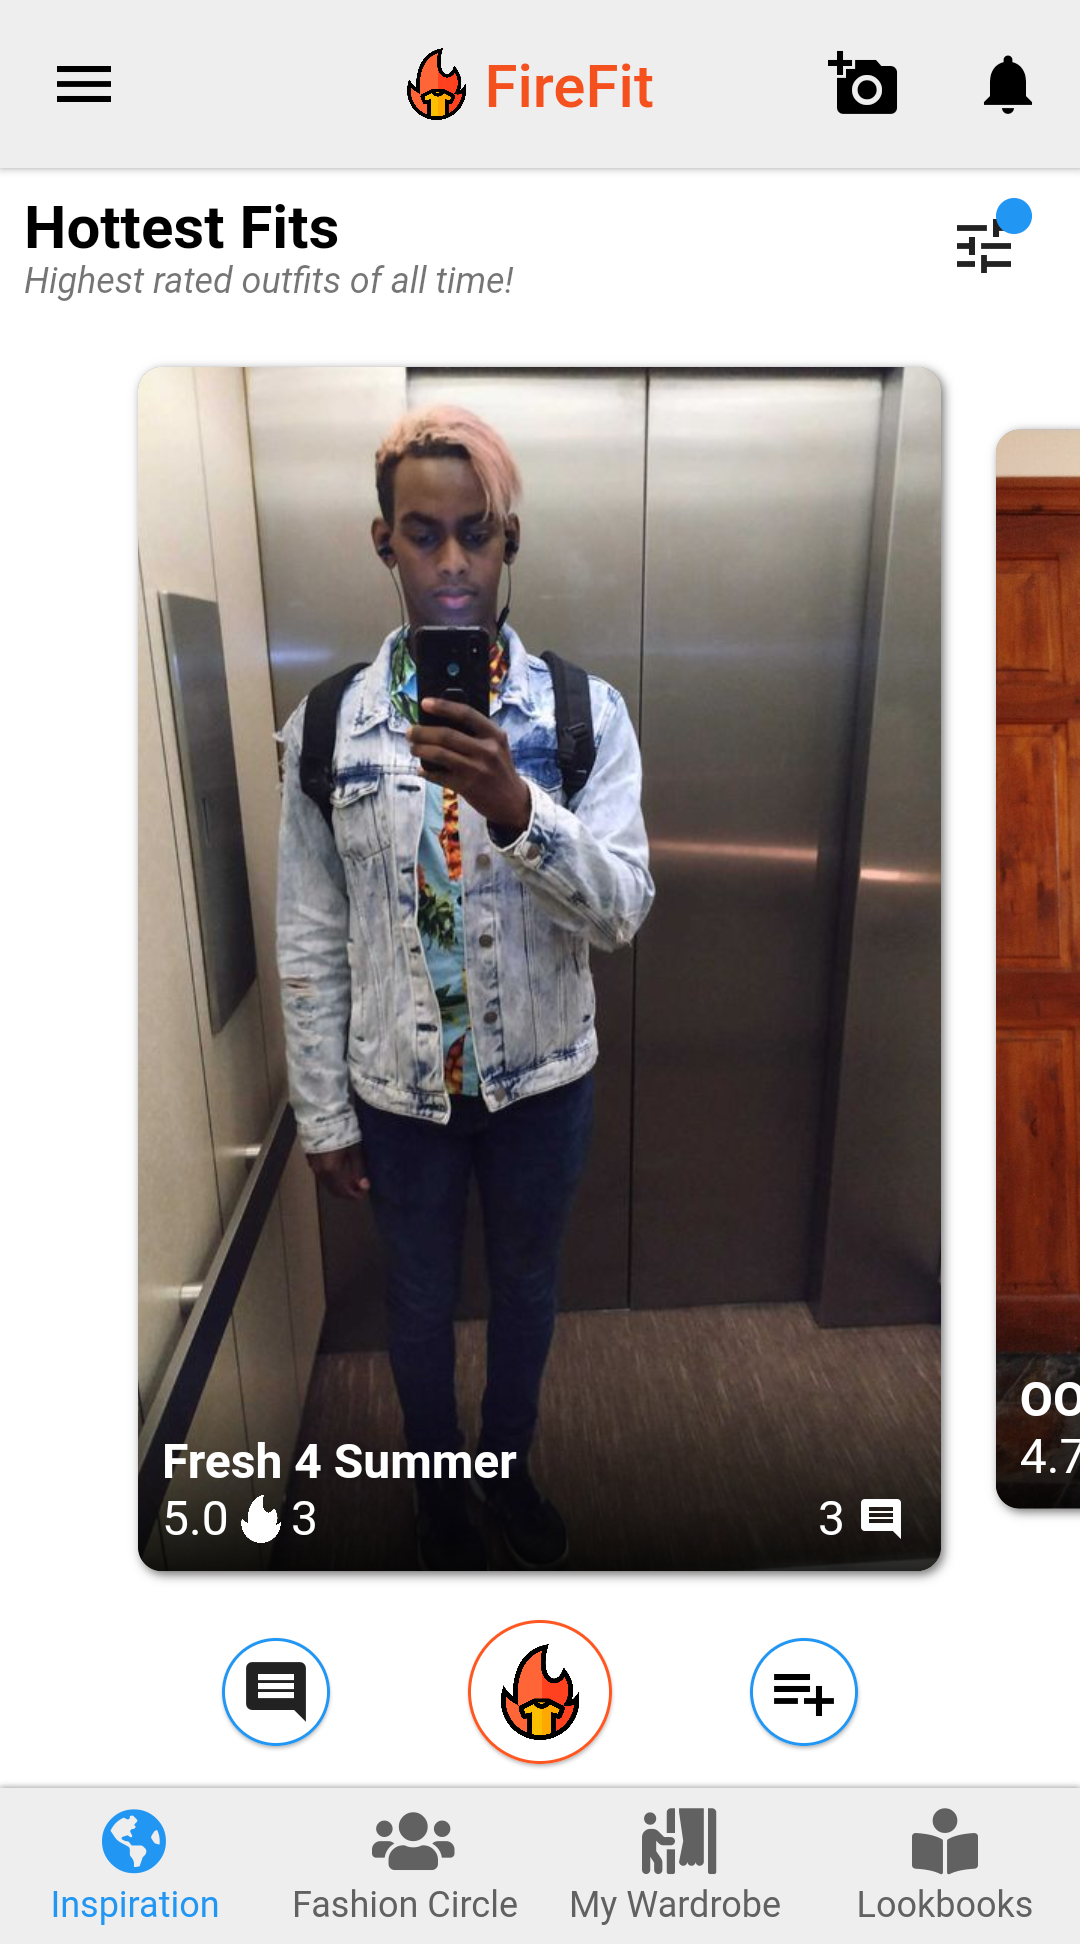 FireFit
Hottest Fits
Highest rated outfits of all time!
Fresh 4 Summer
5.0 3
3
OO
4.7
Inspiration
Fashion Circle
My Wardrobe
Lookbooks